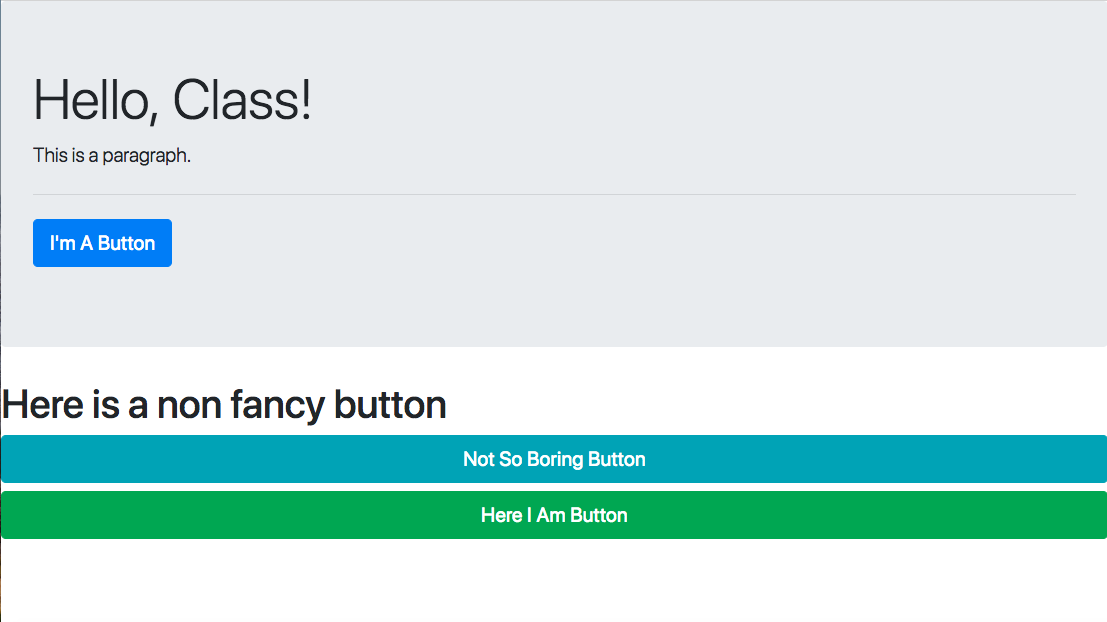 Hello, Class!
This is a paragraph.
I'm A Button
Here is a non fancy button
Not So Boring Button
Here I Am Button